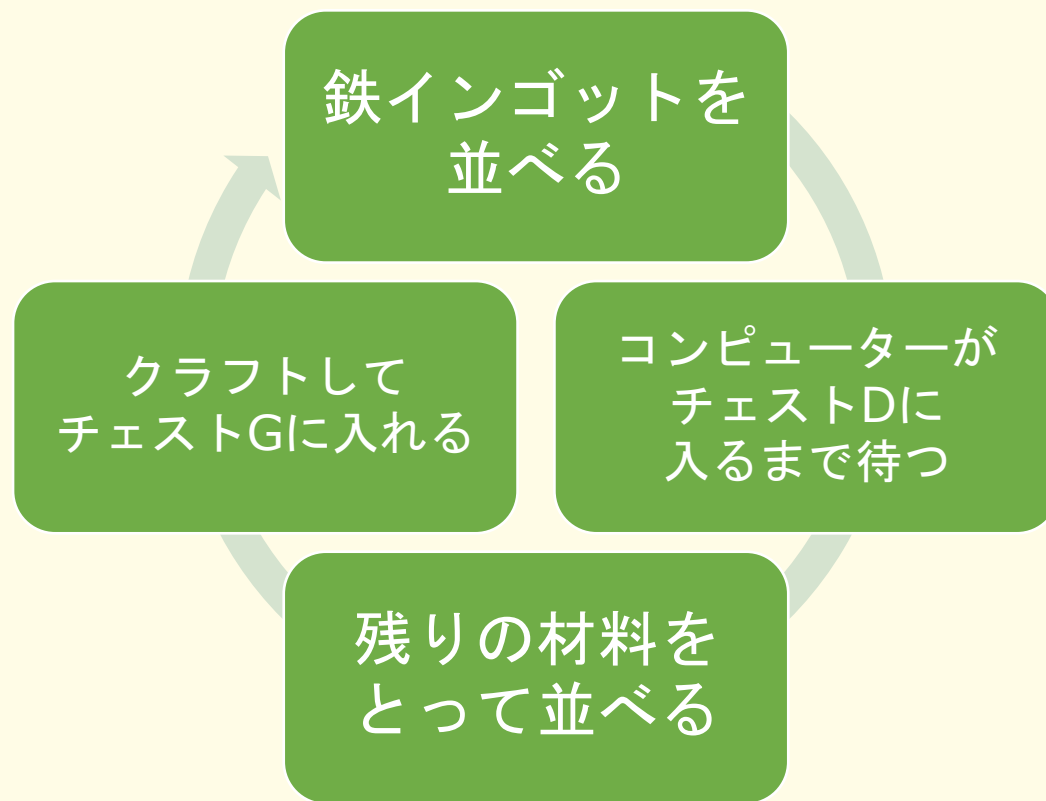 鉄インゴットを
並べる
コンピューターが
チェストDに
入るまで待つ
残りの材料を
とって並べる
クラフトして
チェストGに入れる